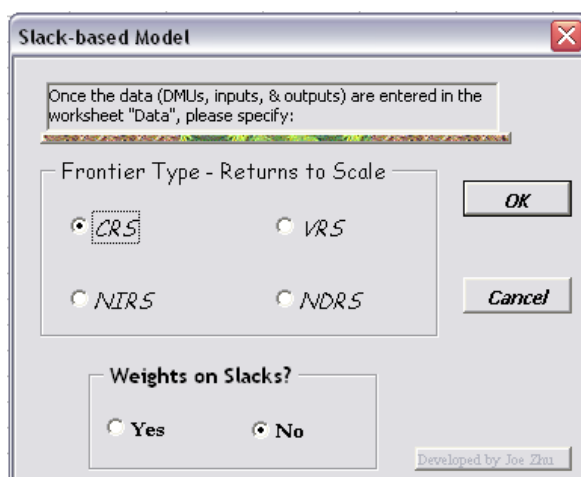 Slack-based Model
Once the data (DMUs, inputs, & outputs) are entered in the
worksheet "Data", please specify:
Frontier Type - Returns to Scale
CRS
VRS
NIRS
NDRS
OK
Cancel
Weights on Slacks?
Yes
No
Developed by Joe Zhu